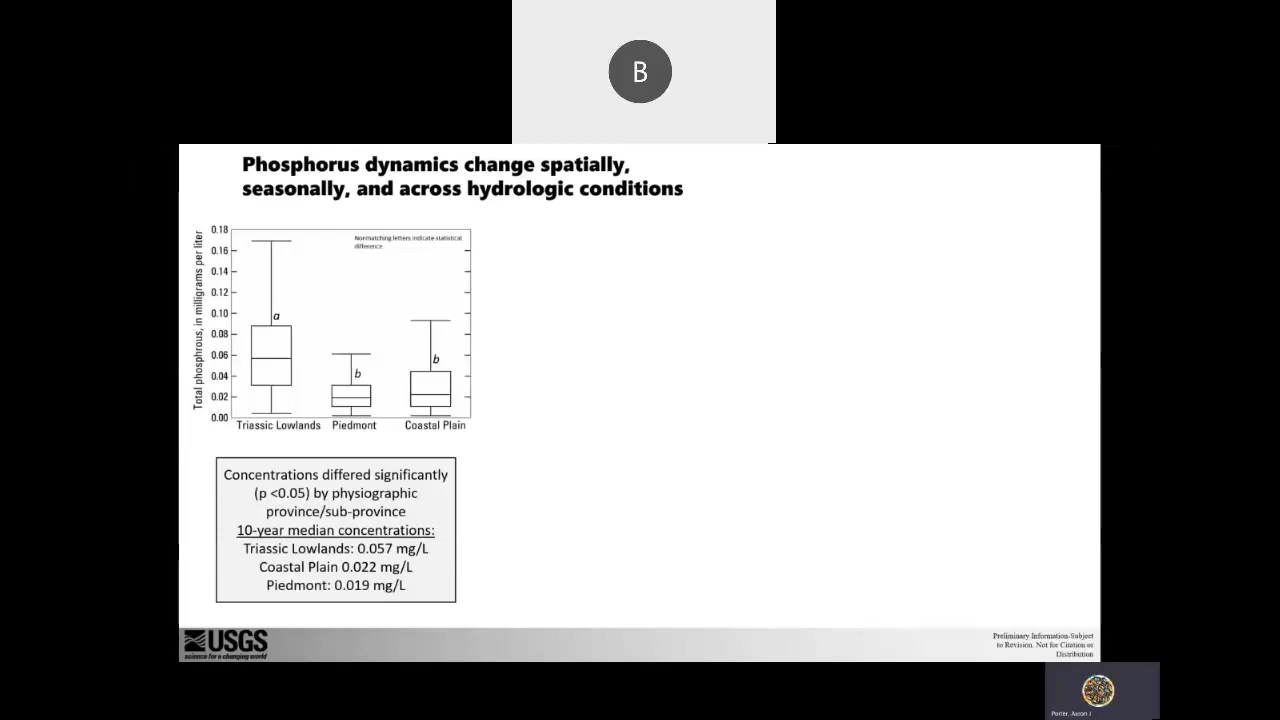 B
Phosphorus dynamics change spatially,
seasonally, and across hydrologic conditions
Total phosphrous, in milligrams per liter
0.18
0.16
0.14
0.12
0.10
0.08
0.06
0.04
0.02
0.00
Nonmatching letters indicate statistical
difference
a
b
b
Triassic Lowlands Piedmont Coastal Plain
Concentrations differed significantly
(p <0.05) by physiographic
province/sub-province
10-year median concentrations:
Triassic Lowlands: 0.057 mg/L
Coastal Plain 0.022 mg/L
Piedmont: 0.019 mg/L
USGS
science for a changing world
Preliminary Information-Subject
to Revision. Not for Citation or
Distribution
Porter, Aaron J